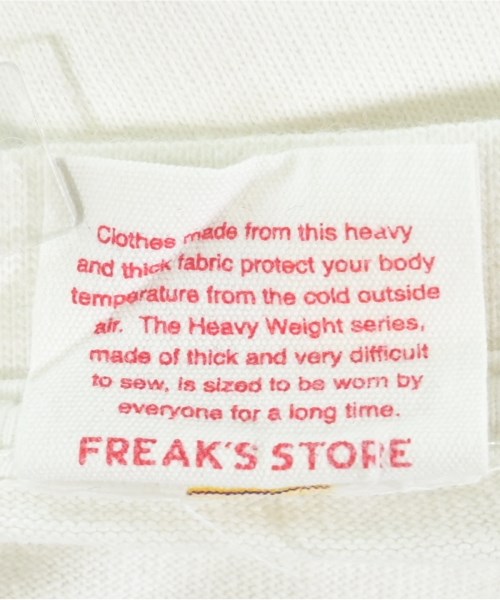 Clothes made from this heavy
and thick fabric protect your body
temperature from the cold outside
air. The Heavy Weight series,
made of thick and very difficult
to sew, is sized to be worn by
everyone for a long time.
FREAK'S STORE